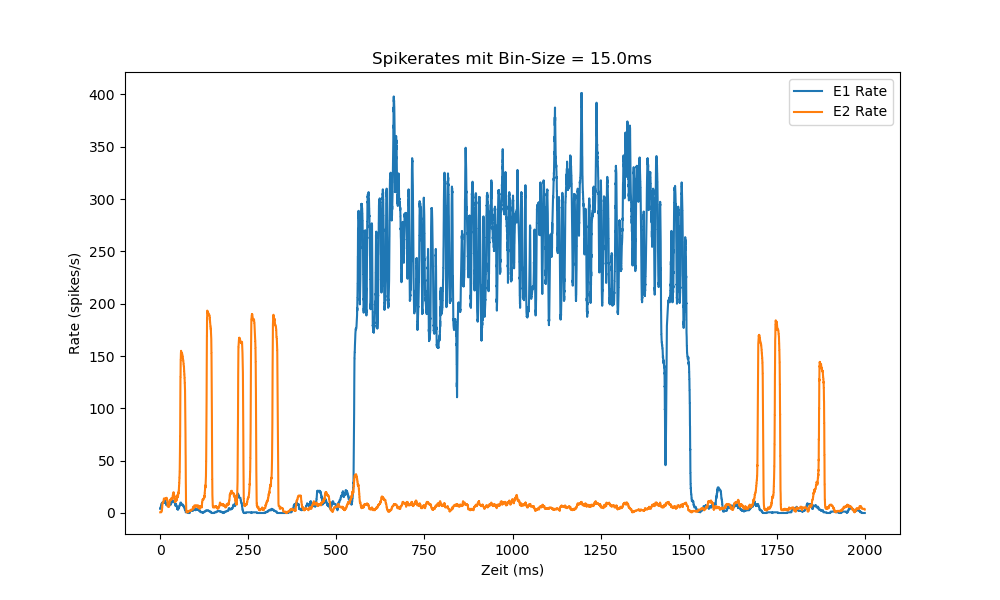 Spikerates mit Bin-Size = 15.0ms
E1 Rate
E2 Rate
Rate (spikes/s)
400
350
300
250
200
150
100
50
0
0 250 500 750 1000 1250 1500 1750 2000
Zeit (ms)